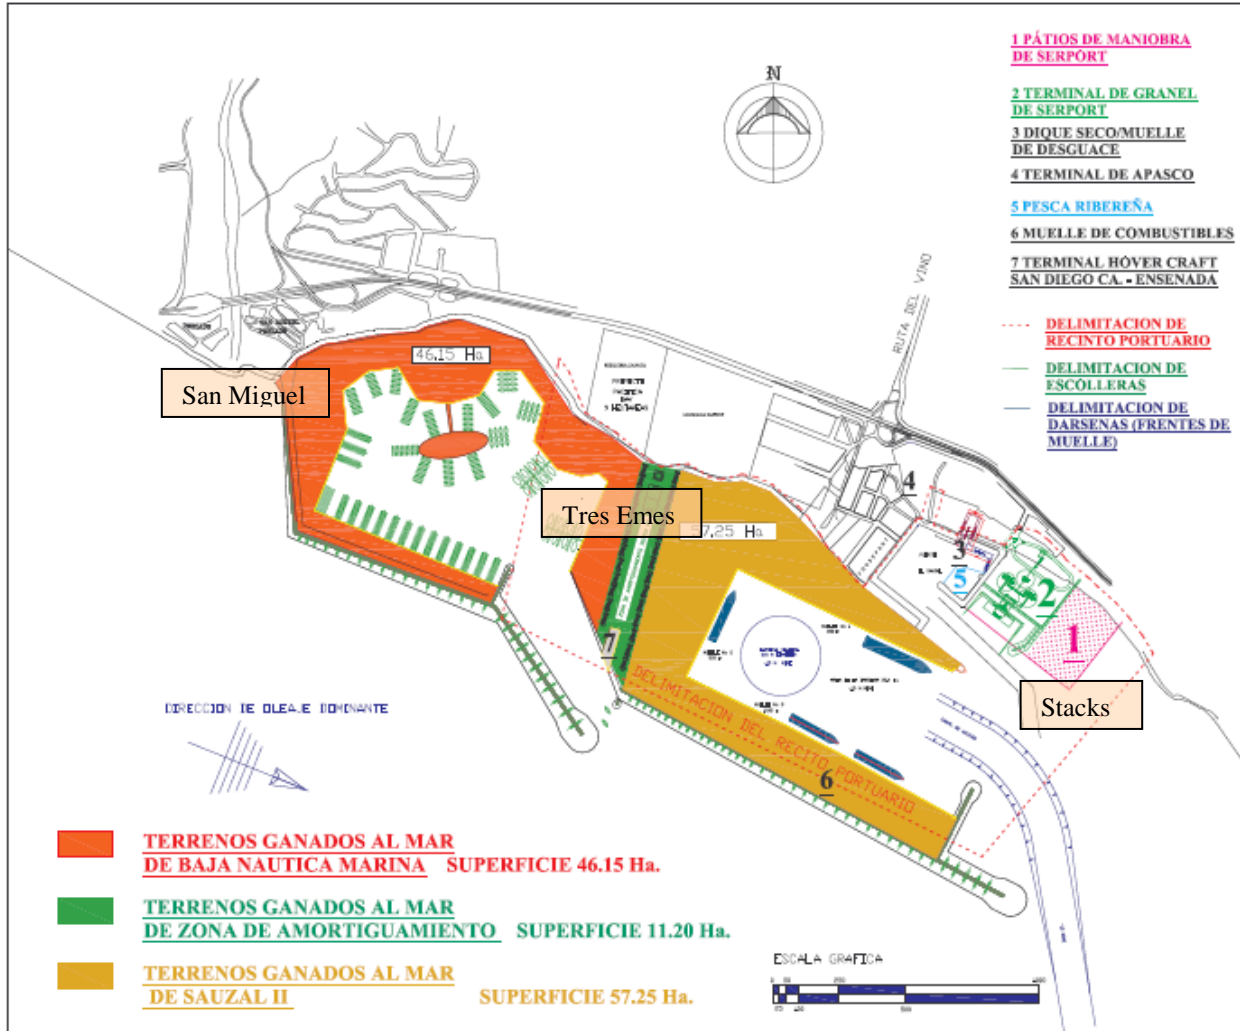 N
1 PÁTIOS DE MANIOBRA
DE SERPÓRT
2 TERMINAL DE GRANEL
DE SERPORT
3 DIQUE SECO/MUELLE
DE DESGUACE
4 TERMINAL DE APASCO
5 PESCA RIBEREÑA
6 MUELLE DE COMBUSTIBLES
7 TERMINAL HÓVER CRAFT
SAN DIEGO CA. - ENSENADA
DELIMITACION DE
RECINTO PORTUARIO
DELIMITACION DE
ESCOLLERAS
DELIMITACION DE
DARSENAS (FRENTES DE
MUELLE)
RUTA DEL VINO
46.15 Ha
San Miguel
Tres Emes
57.25 Ha
4
3
5
2
1
7
Stacks
DELIMITACION DEL RECITO PORTUARIO
6
DIRECCION DE OLEAJE DOMINANTE
TERRENOS GANADOS AL MAR
DE BAJA NAUTICA MARINA SUPERFICIE 46.15 Ha.
TERRENOS GANADOS AL MAR
DE ZONA DE AMORTIGUAMIENTO SUPERFICIE 11.20 Ha.
TERRENOS GANADOS AL MAR
DE SAUZAL II SUPERFICIE 57.25 Ha.
ESCALA GRAFICA